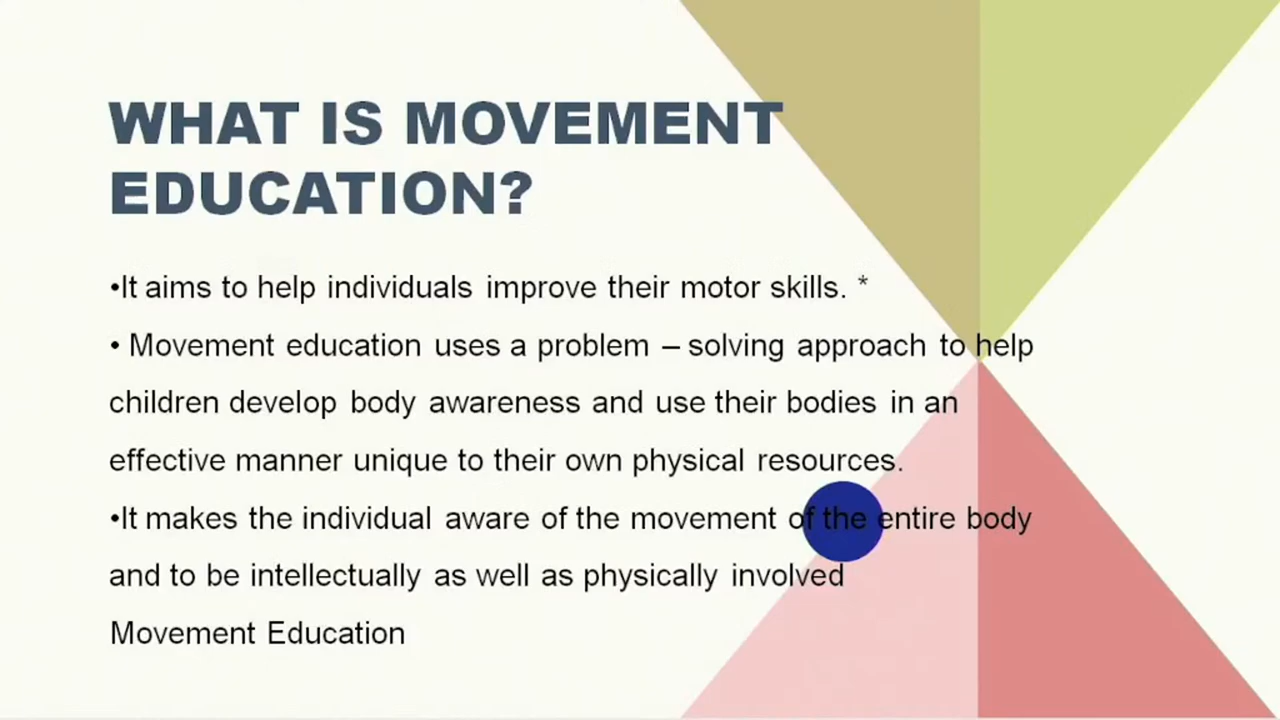 WHAT IS MOVEMENT
EDUCATION?
•It aims to help individuals improve their motor skills. *
• Movement education uses a problem – solving approach to help
children develop body awareness and use their bodies in an
effective manner unique to their own physical resources.
•It makes the individual aware of the movement of the entire body
and to be intellectually as well as physically involved
Movement Education